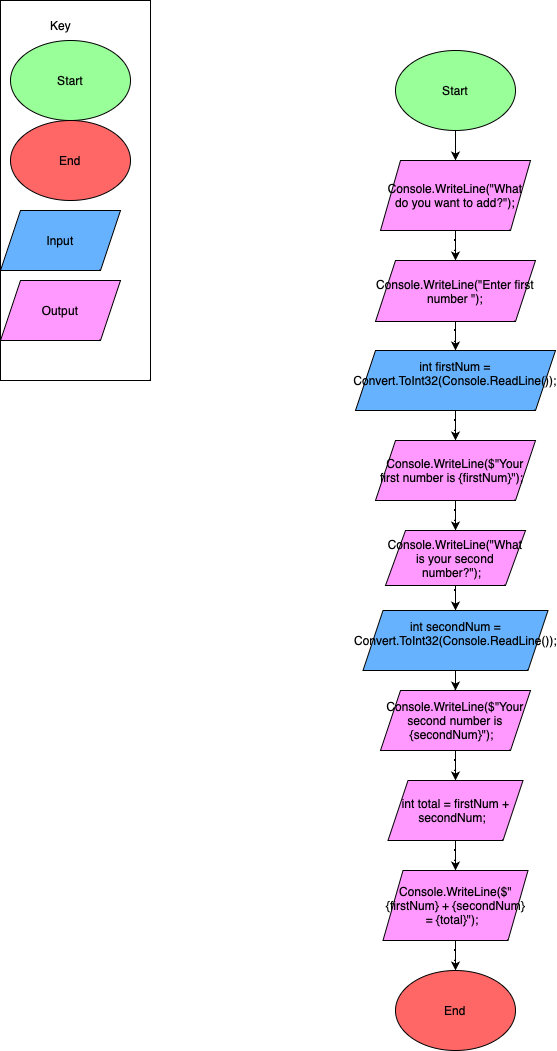 Key
Start
End
Input
Output
Start
Console.WriteLine("What
do you want to add?");
Console.WriteLine("Enter first
number ");
int firstNum =
Convert.ToInt32(Console.ReadLine());
Console.WriteLine($"Your
first number is {firstNum}");
Console.WriteLine("What
is your second
number?");
int secondNum =
Convert.ToInt32(Console.ReadLine());
Console.WriteLine($"Your
second number is
{secondNum}");
int total = firstNum +
secondNum;
Console.WriteLine($"
{firstNum} + {secondNum}
= {total}");
End